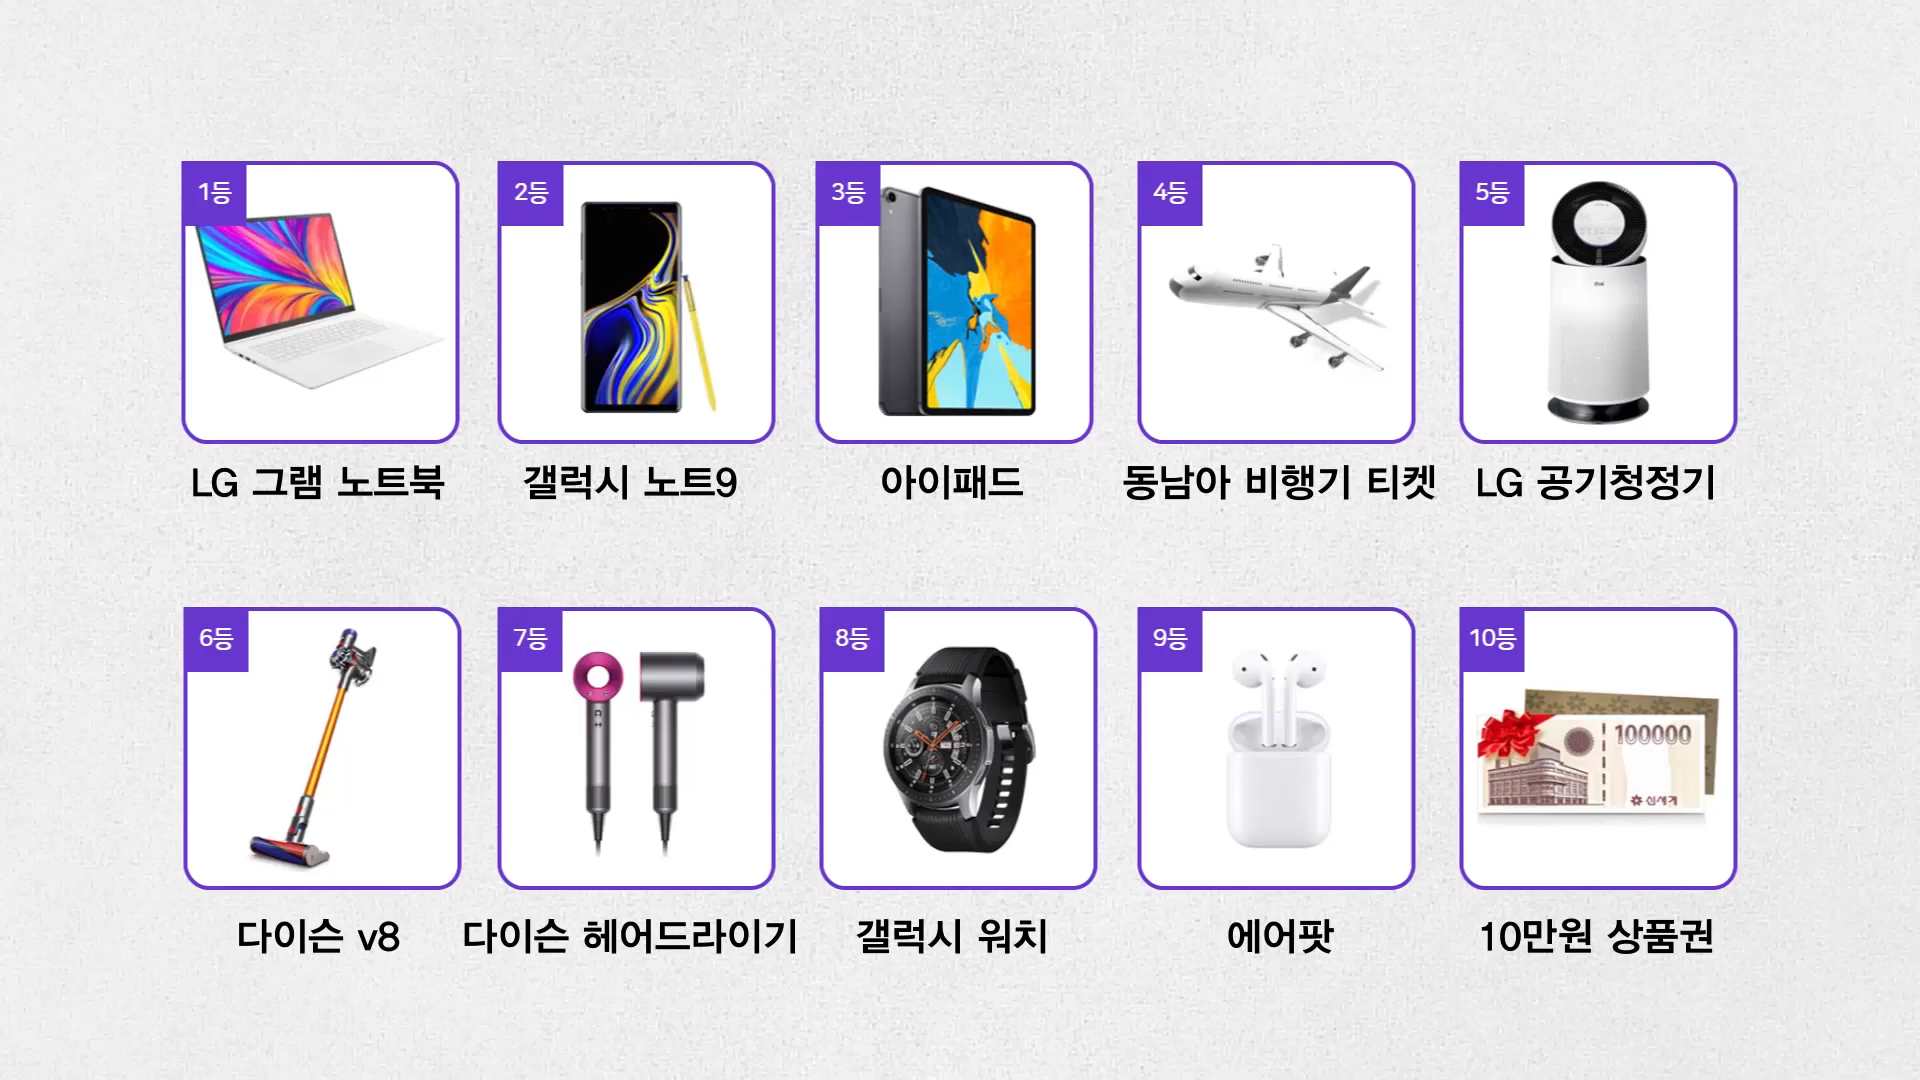 1등
2등
3등
4등
5등
LG 그램 노트북
갤럭시 노트9
아이패드
동남아 비행기 티켓
LG 공기청정기
6등
7등
8등
9등
10등
100000
신세계
다이슨 v8
다이슨 헤어드라이기
갤럭시 워치
에어팟
10만원 상품권